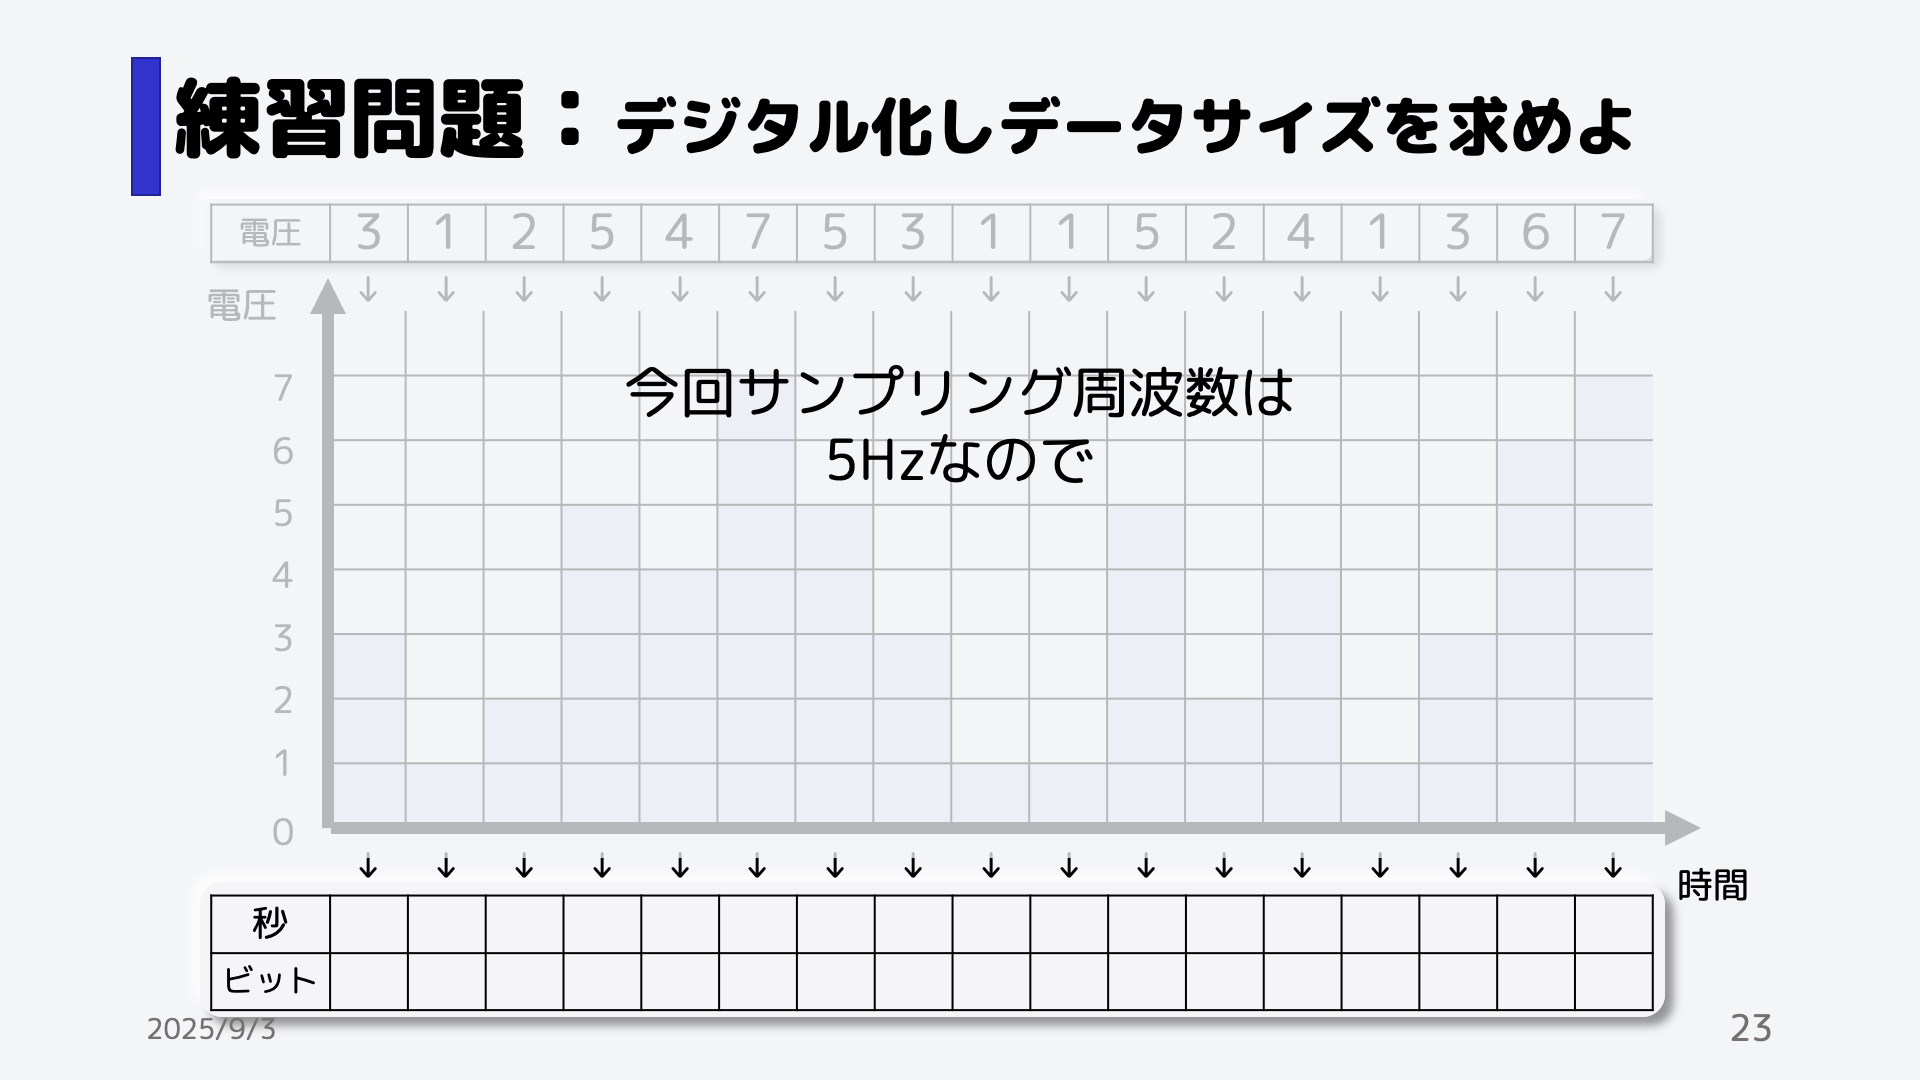 練習問題：デジタル化しデータサイズを求めよ
電圧 3 1 2 5 4 7 5 3 1 1 5 2 4 1 3 6 7
↓ ↓ ↓ ↓ ↓ ↓ ↓ ↓ ↓ ↓ ↓ ↓ ↓ ↓ ↓ ↓ ↓
電圧
今回サンプリング周波数は
5Hzなので
7
6
5
4
3
2
1
0
↓ ↓ ↓ ↓ ↓ ↓ ↓ ↓ ↓ ↓ ↓ ↓ ↓ ↓ ↓ ↓ ↓
時間
秒
ビット
2025/9/3
23